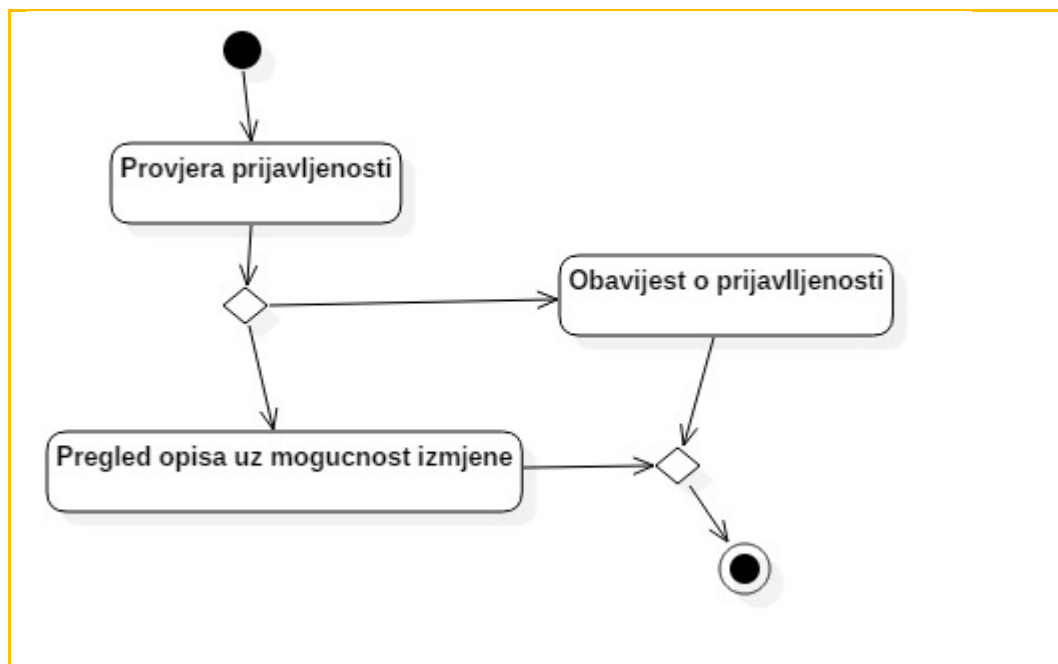 Provjera prijavljenosti
Obavijest o prijavlljenosti
Pregled opisa uz mogucnost izmjene